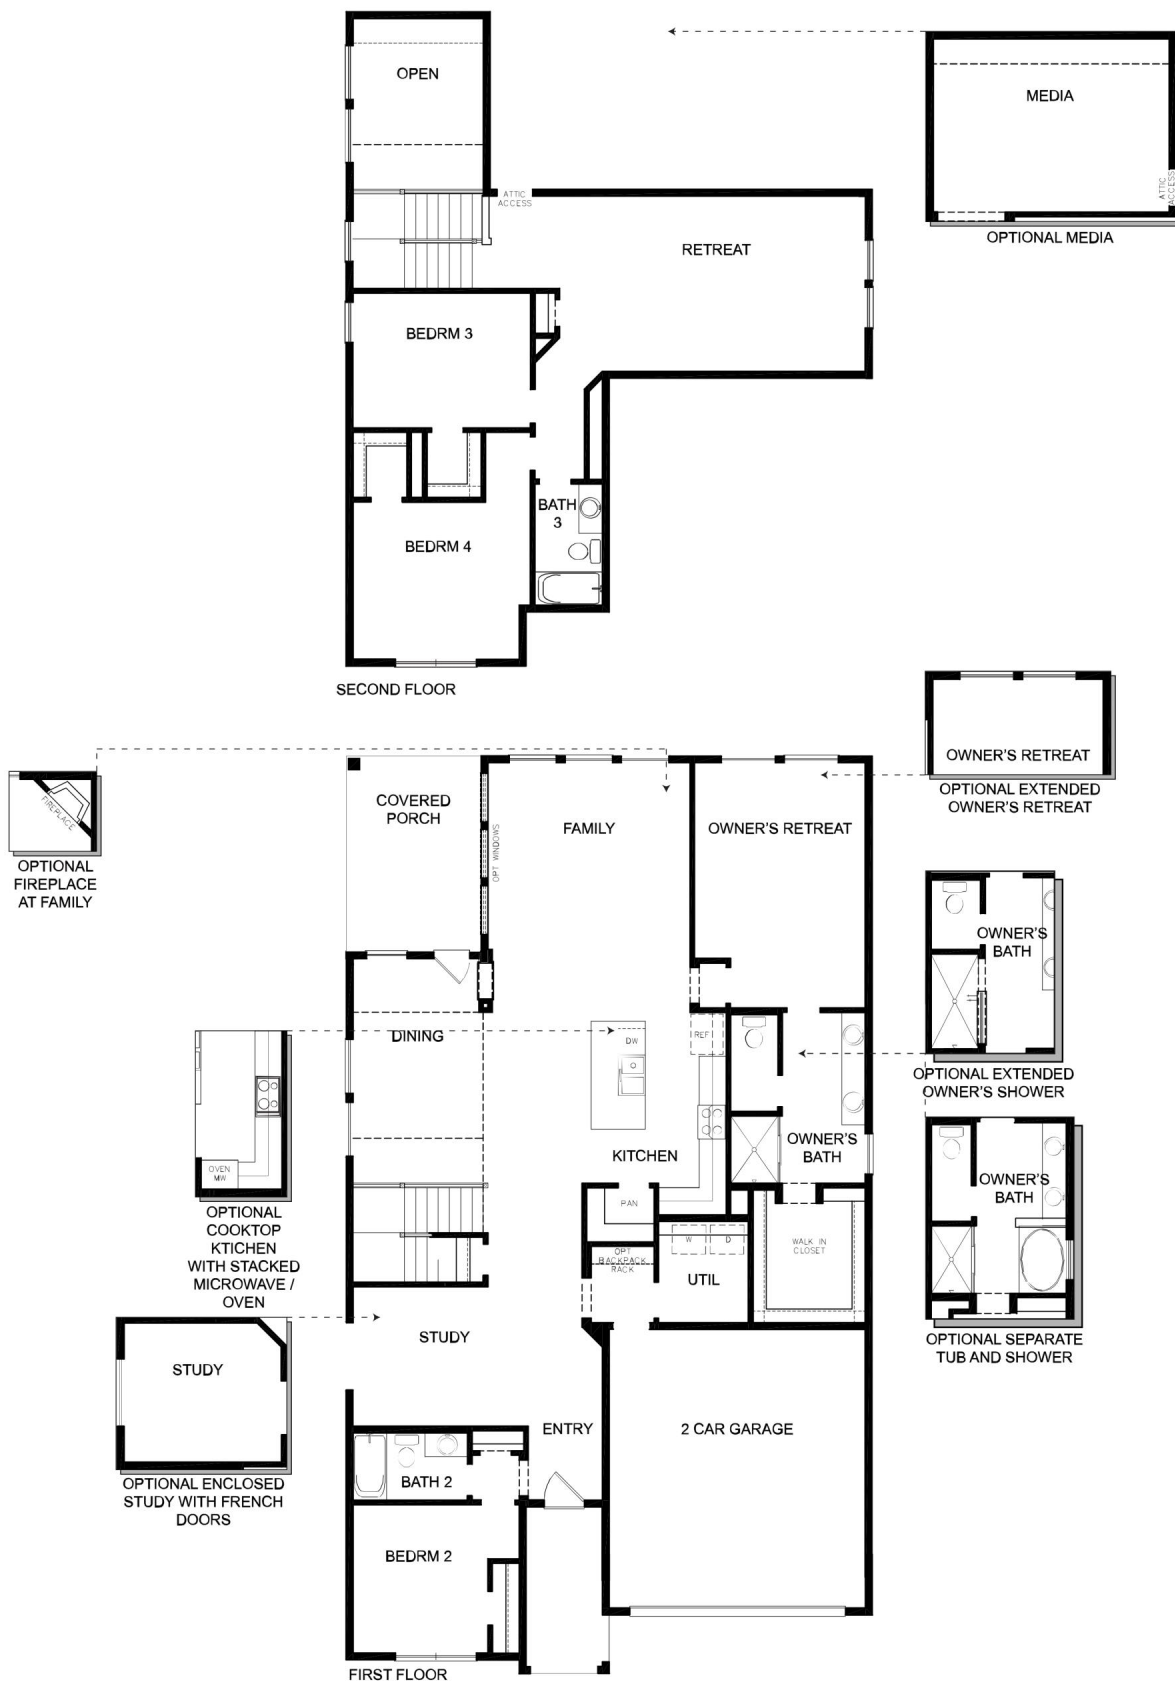 OPEN
MEDIA
ATTIC
ACCESS
OPTIONAL MEDIA
ATTIC
ACCESS
RETREAT
BEDRM 3
BATH
3
BEDRM 4
SECOND FLOOR
OWNER'S RETREAT
OPTIONAL EXTENDED
OWNER'S RETREAT
FIREPLACE
OPTIONAL
FIREPLACE
AT FAMILY
COVERED
PORCH
OPT WINDOWS
FAMILY
OWNER'S RETREAT
OWNER'S
BATH
OPTIONAL EXTENDED
OWNER'S SHOWER
DINING
DW
REF
KITCHEN
OWNER'S
BATH
OVEN
MW
OPTIONAL
COOKTOP
KTICHEN
WITH STACKED
MICROWAVE /
OVEN
OWNER'S
BATH
OPTIONAL SEPARATE
TUB AND SHOWER
PAN
OPT
BACKPACK
RACK
W
D
UTIL
WALK IN
CLOSET
STUDY
STUDY
OPTIONAL ENCLOSED
STUDY WITH FRENCH
DOORS
ENTRY
2 CAR GARAGE
BATH 2
BEDRM 2
FIRST FLOOR